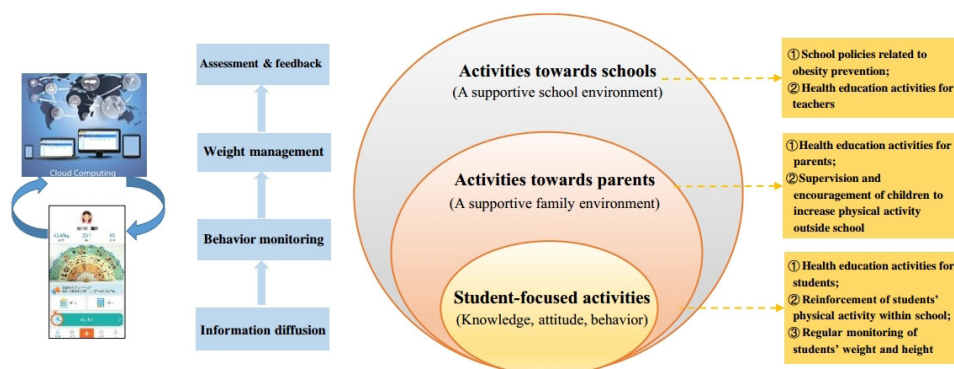 Cloud Computing
Assessment & feedback
Weight management
Behavior monitoring
Information diffusion
Activities towards schools
(A supportive school environment)
Activities towards parents
(A supportive family environment)
Student-focused activities
(Knowledge, attitude, behavior)
① School policies related to
obesity prevention;
② Health education activities for
teachers
①Health education activities for
parents;
②Supervision and
encouragement of children to
increase physical activity
outside school
① Health education activities for
students;
② Reinforcement of students’
physical activity within school;
③ Regular monitoring of
students’ weight and height